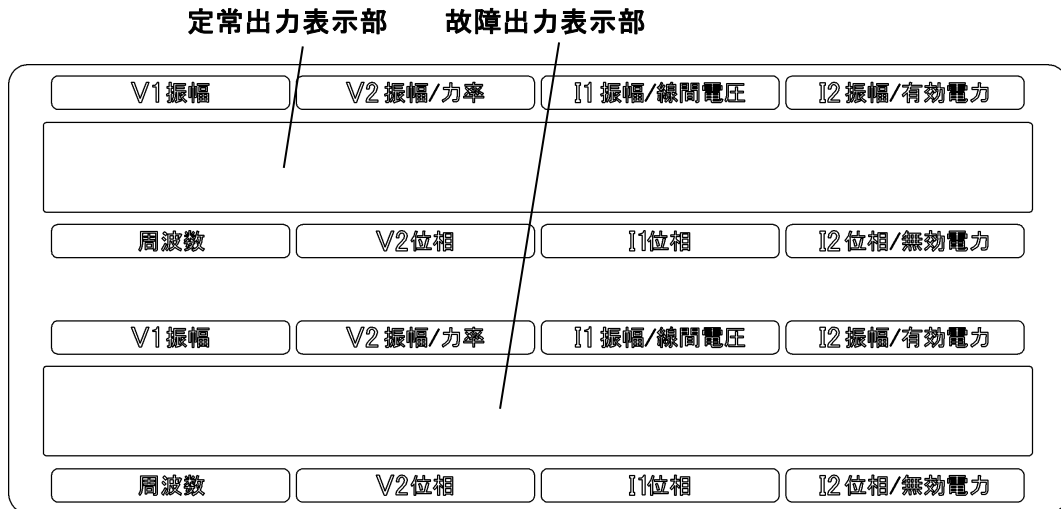 定常出力表示部 故障出力表示部
V1振幅 V2振幅/力率 I1振幅/線間電圧 I2振幅/有効電力
周波数 V2位相 I1位相 I2位相/無効電力
V1振幅 V2振幅/力率 I1振幅/線間電圧 I2振幅/有効電力
周波数 V2位相 I1位相 I2位相/無効電力